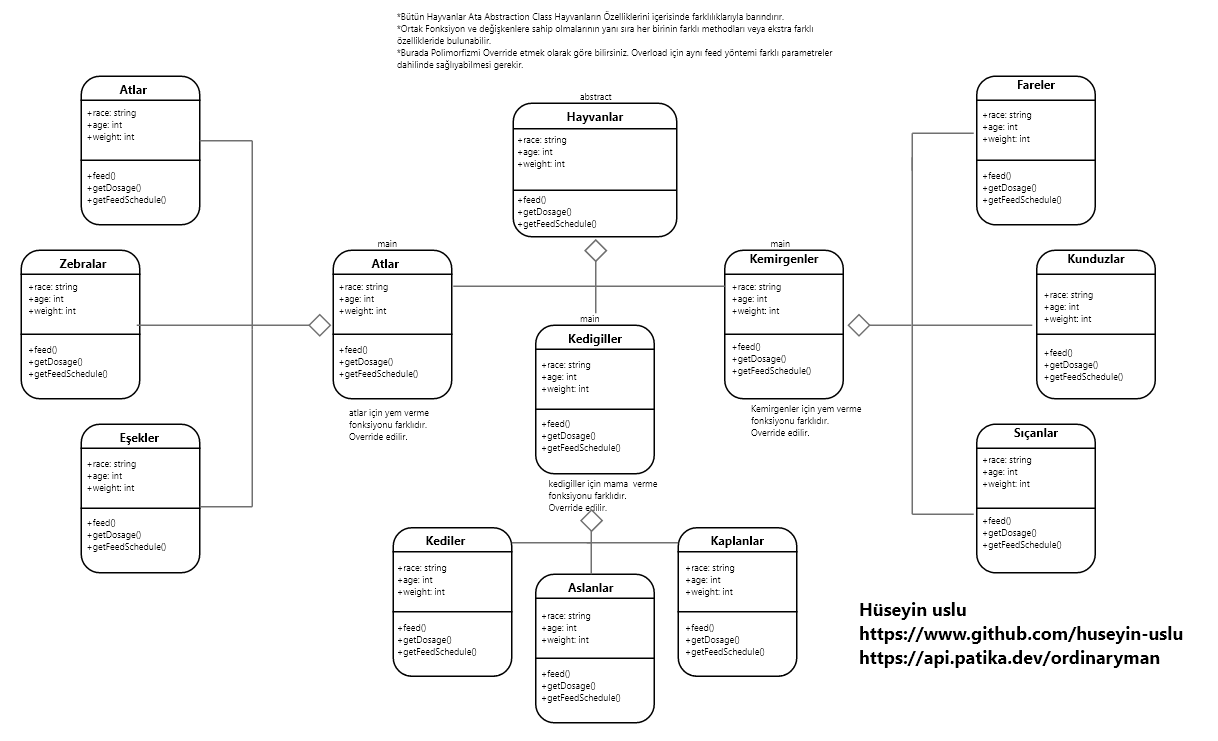 *Bütün Hayvanlar Ata Abstraction Class Hayvanların Özelliklerini içerisinde farklılıklarıyla barındırır.
*Ortak Fonksiyon ve değişkenlere sahip olmalarının yanı sıra her birinin farklı methodları veya ekstra farklı
özellikleride bulunabilir.
*Burada Polimorfizmi Override etmek olarak göre bilirsiniz. Overload için aynı feed yöntemi farklı parametreler
dahilinde sağlıyabilmesi gerekir.
Atlar
+race: string
+age: int
+weight: int
+feed()
+getDosage()
+getFeedSchedule()
abstract
Hayvanlar
+race: string
+age: int
+weight: int
+feed()
+getDosage()
+getFeedSchedule()
Fareler
+race: string
+age: int
+weight: int
+feed()
+getDosage()
+getFeedSchedule()
Zebralar
+race: string
+age: int
+weight: int
+feed()
+getDosage()
+getFeedSchedule()
main
Atlar
+race: string
+age: int
+weight: int
+feed()
+getDosage()
+getFeedSchedule()
atlar için yem verme
fonksiyonu farklıdır.
Override edilir.
main
Kedigiller
+race: string
+age: int
+weight: int
+feed()
+getDosage()
+getFeedSchedule()
kedigiller için mama  verme
fonksiyonu farklıdır.
Override edilir.
main
Kemirgenler
+race: string
+age: int
+weight: int
+feed()
+getDosage()
+getFeedSchedule()
Kemirgenler için yem verme
fonksiyonu farklıdır.
Override edilir.
Kunduzlar
+race: string
+age: int
+weight: int
+feed()
+getDosage()
+getFeedSchedule()
Eşekler
+race: string
+age: int
+weight: int
+feed()
+getDosage()
+getFeedSchedule()
Sıçanlar
+race: string
+age: int
+weight: int
+feed()
+getDosage()
+getFeedSchedule()
Kediler
+race: string
+age: int
+weight: int
+feed()
+getDosage()
+getFeedSchedule()
Aslanlar
+race: string
+age: int
+weight: int
+feed()
+getDosage()
+getFeedSchedule()
Kaplanlar
+race: string
+age: int
+weight: int
+feed()
+getDosage()
+getFeedSchedule()
Hüseyin uslu
https://www.github.com/huseyin-uslu
https://api.patika.dev/ordinaryman